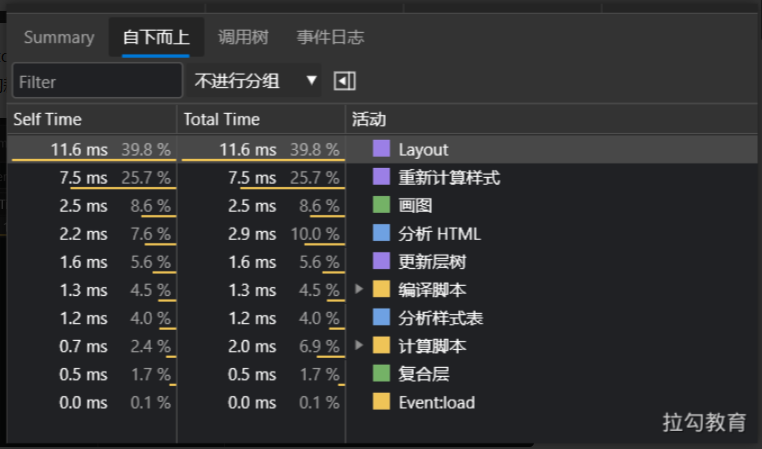 Summary 自下而上 调用树 事件日志
Filter 不进行分组
Self Time Total Time 活动
11.6 ms 39.8 % 11.6 ms 39.8 % Layout
7.5 ms 25.7 % 7.5 ms 25.7 % 重新计算样式
2.5 ms 8.6 % 2.5 ms 8.6 % 画图
2.2 ms 7.6 % 2.9 ms 10.0 % 分析 HTML
1.6 ms 5.6 % 1.6 ms 5.6 % 更新层树
1.3 ms 4.5 % 1.3 ms 4.5 % 编译脚本
1.2 ms 4.0 % 1.2 ms 4.0 % 分析样式表
0.7 ms 2.4 % 2.0 ms 6.9 % 计算脚本
0.5 ms 1.7 % 0.5 ms 1.7 % 复合层
0.0 ms 0.1 % 0.0 ms 0.1 % Event:load
拉勾教育